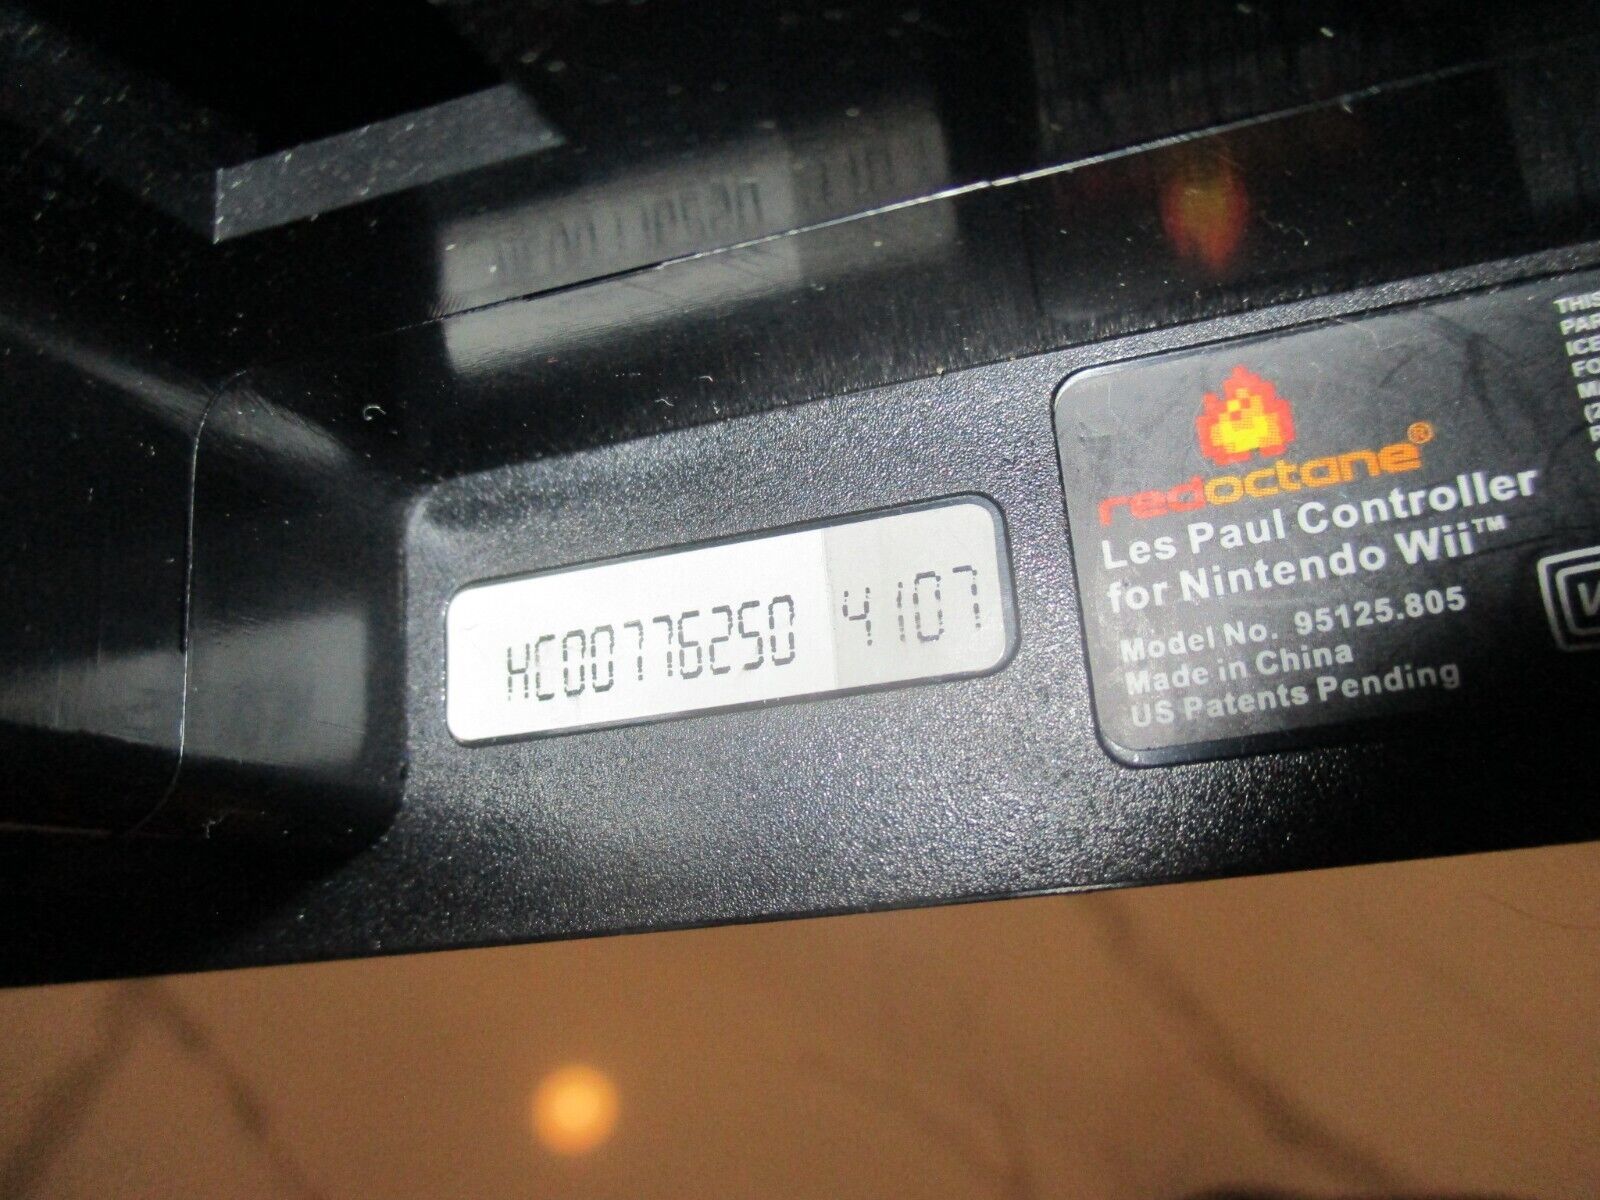 HC00776250 4107
redoctane®
Les Paul Controller
for Nintendo Wii™
Model No. 95125.805
Made in China
US Patents Pending
THIS